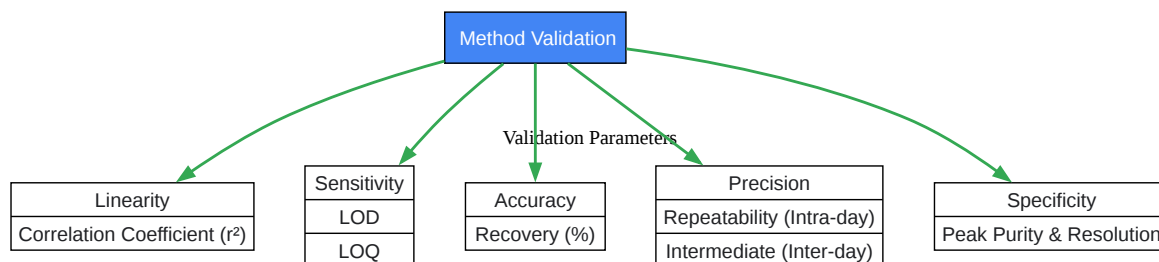 Method Validation
Validation Parameters
Linearity
Correlation Coefficient (r²)
Sensitivity
LOD
LOQ
Accuracy
Recovery (%)
Precision
Repeatability (Intra-day)
Intermediate (Inter-day)
Specificity
Peak Purity & Resolution